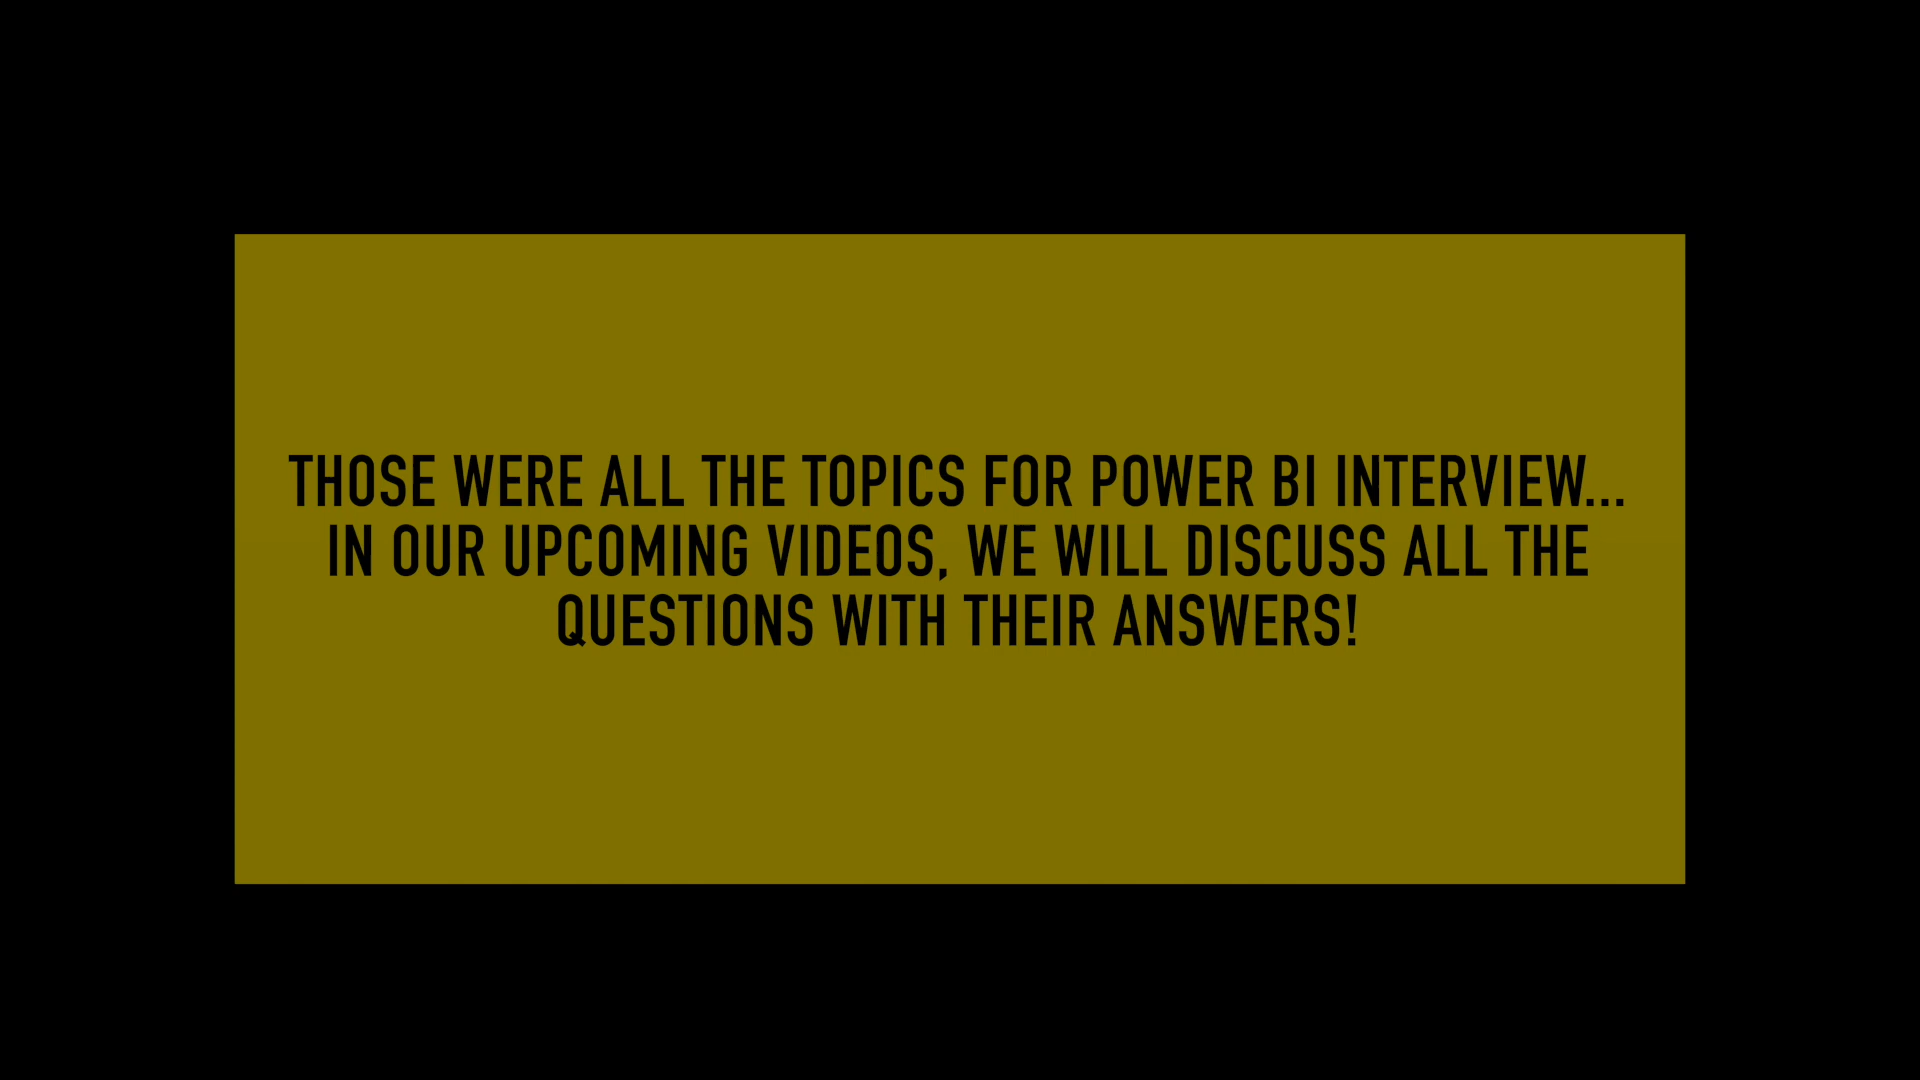 THOSE WERE ALL THE TOPICS FOR POWER BI INTERVIEW...
IN OUR UPCOMING VIDEOS, WE WILL DISCUSS ALL THE
QUESTIONS WITH THEIR ANSWERS!